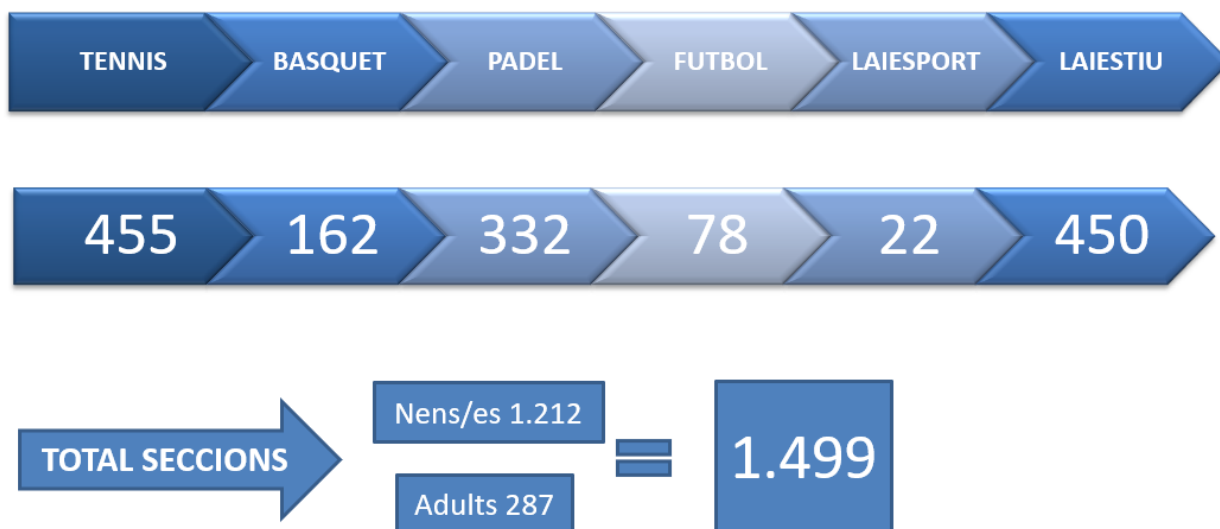 TENNIS BASQUET PADEL FUTBOL LAIESPORT LAIESTIU
455 162 332 78 22 450
Nens/es 1.212
TOTAL SECCIONS
1.499
Adults 287